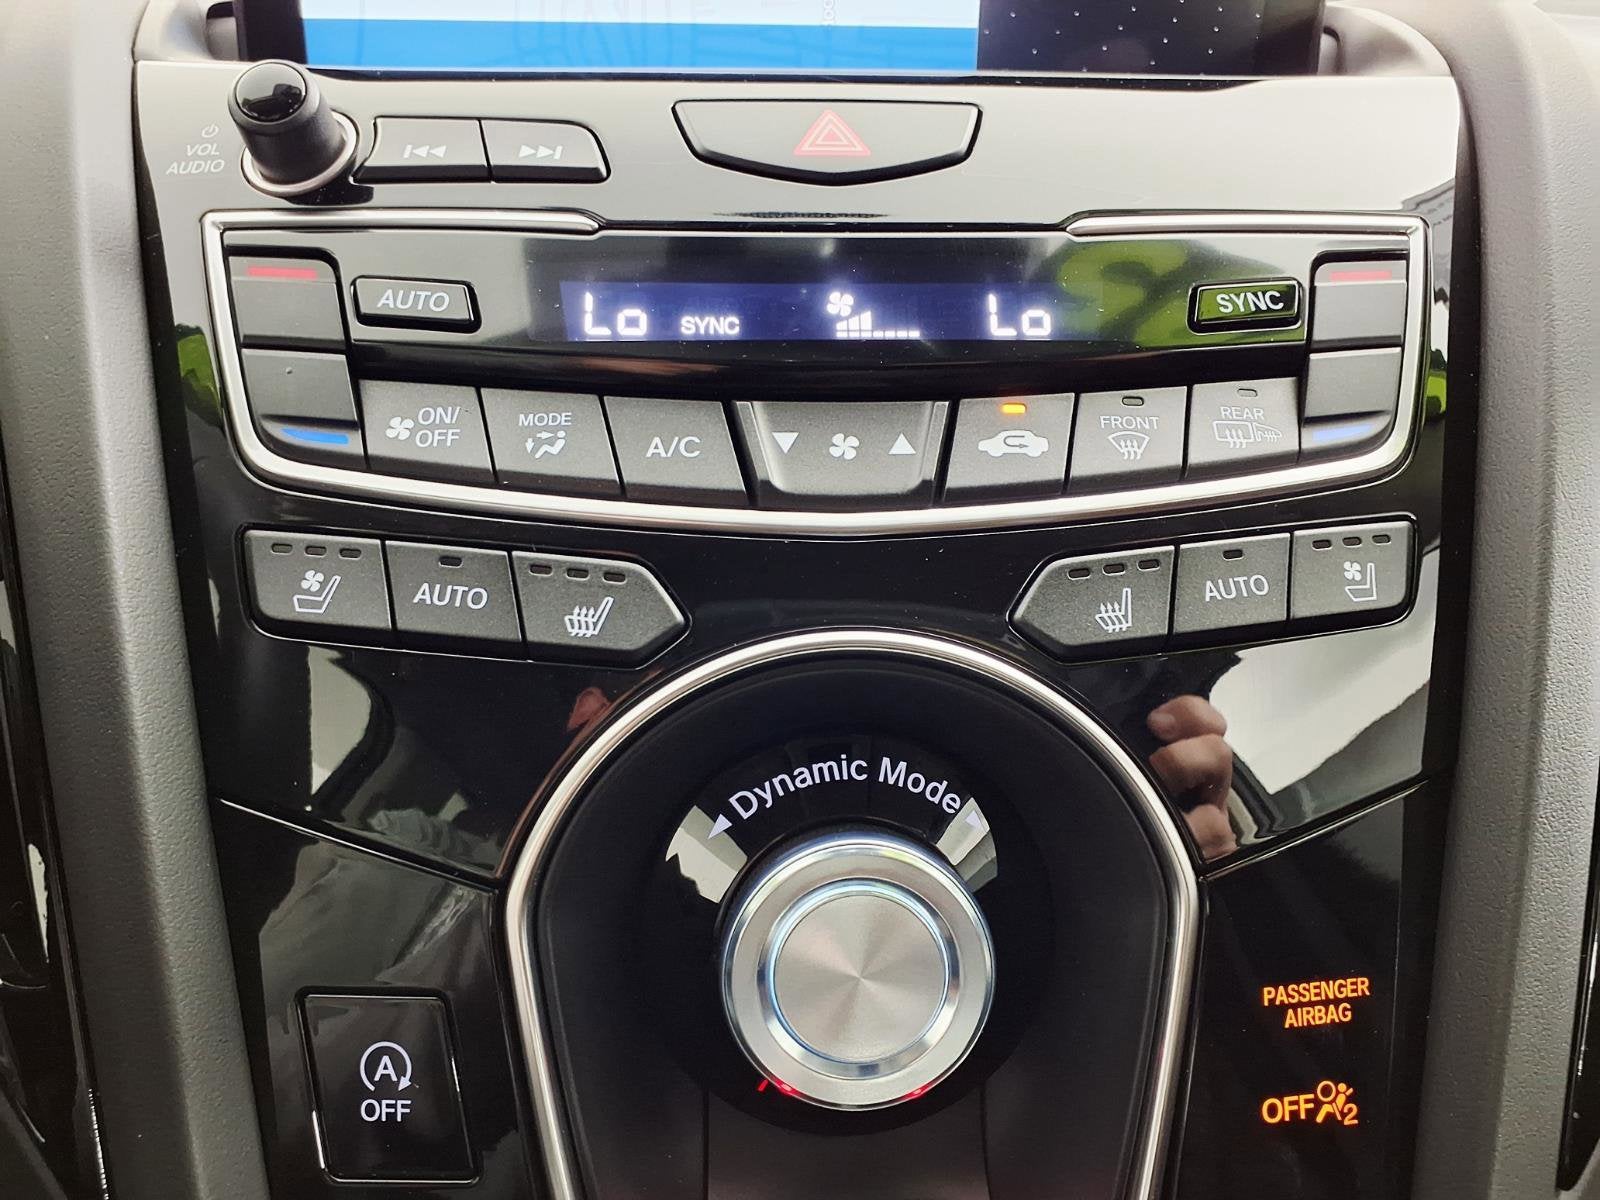 VOL
AUDIO
AUTO
Lo SYNC Lo
SYNC
ON/
OFF
MODE
A/C
FRONT
REAR
AUTO
AUTO
Dynamic Mode
PASSENGER
AIRBAG
A
OFF
OFF 2